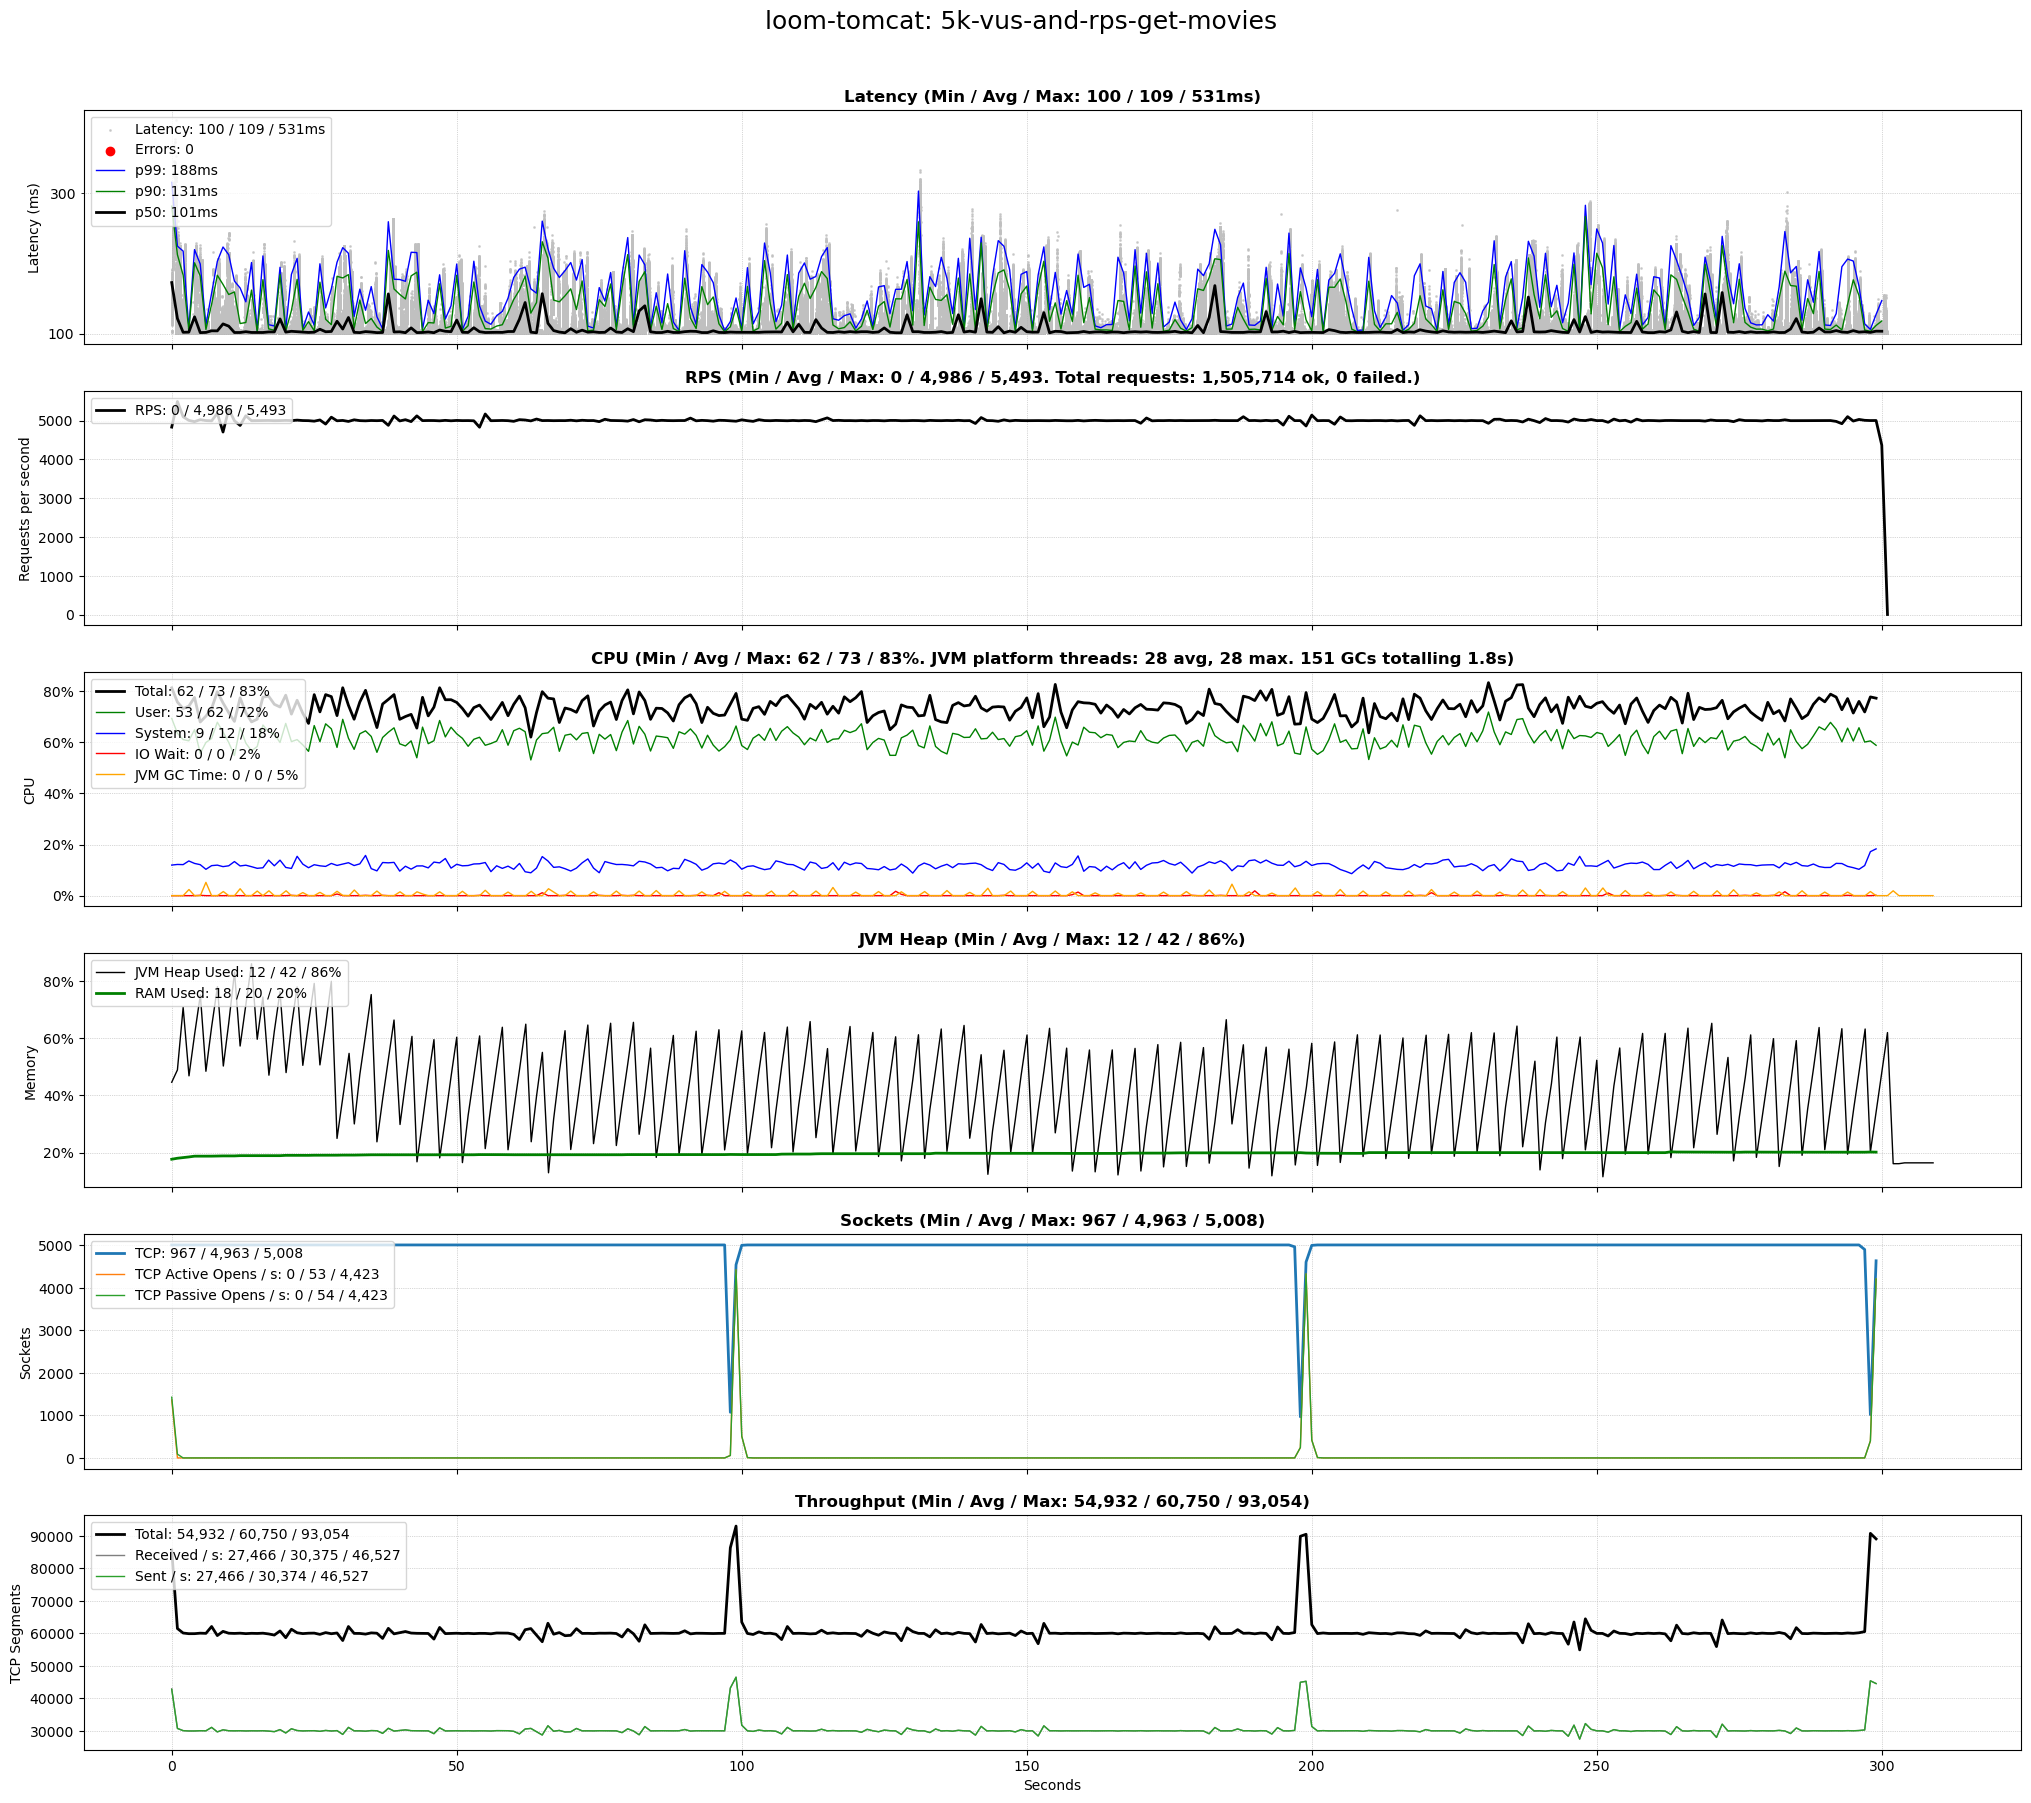 loom-tomcat: 5k-vus-and-rps-get-movies
Latency (Min / Avg / Max: 100 / 109 / 531ms)
Latency: 100 / 109 / 531ms
Errors: 0
p99: 188ms
p90: 131ms
p50: 101ms
Latency (ms)
300
100
RPS (Min / Avg / Max: 0 / 4,986 / 5,493. Total requests: 1,505,714 ok, 0 failed.)
RPS: 0 / 4,986 / 5,493
Requests per second
5000
4000
3000
2000
1000
0
CPU (Min / Avg / Max: 62 / 73 / 83%. JVM platform threads: 28 avg, 28 max. 151 GCs totalling 1.8s)
Total: 62 / 73 / 83%
User: 53 / 62 / 72%
System: 9 / 12 / 18%
IO Wait: 0 / 0 / 2%
JVM GC Time: 0 / 0 / 5%
CPU
80%
60%
40%
20%
0%
JVM Heap (Min / Avg / Max: 12 / 42 / 86%)
JVM Heap Used: 12 / 42 / 86%
RAM Used: 18 / 20 / 20%
Memory
80%
60%
40%
20%
Sockets (Min / Avg / Max: 967 / 4,963 / 5,008)
TCP: 967 / 4,963 / 5,008
TCP Active Opens / s: 0 / 53 / 4,423
TCP Passive Opens / s: 0 / 54 / 4,423
Sockets
5000
4000
3000
2000
1000
0
Throughput (Min / Avg / Max: 54,932 / 60,750 / 93,054)
Total: 54,932 / 60,750 / 93,054
Received / s: 27,466 / 30,375 / 46,527
Sent / s: 27,466 / 30,374 / 46,527
TCP Segments
90000
80000
70000
60000
50000
40000
30000
0
50
100
150
200
250
300
Seconds